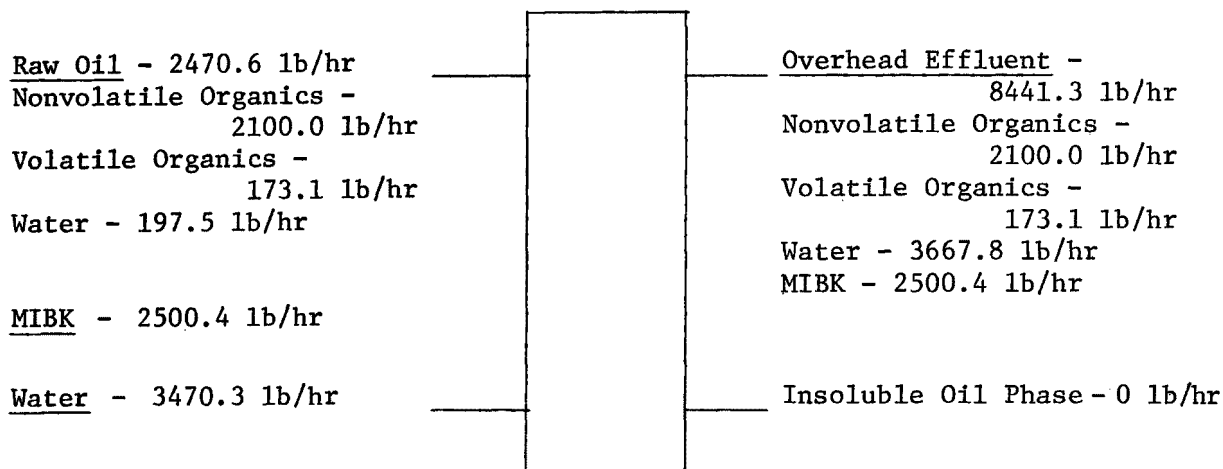 Raw Oil - 2470.6 lb/hr
Nonvolatile Organics -
2100.0 lb/hr
Volatile Organics -
173.1 lb/hr
Water - 197.5 lb/hr
MIBK - 2500.4 lb/hr
Water - 3470.3 lb/hr
Overhead Effluent -
8441.3 lb/hr
Nonvolatile Organics -
2100.0 lb/hr
Volatile Organics -
173.1 lb/hr
Water - 3667.8 lb/hr
MIBK - 2500.4 lb/hr
Insoluble Oil Phase - 0 lb/hr